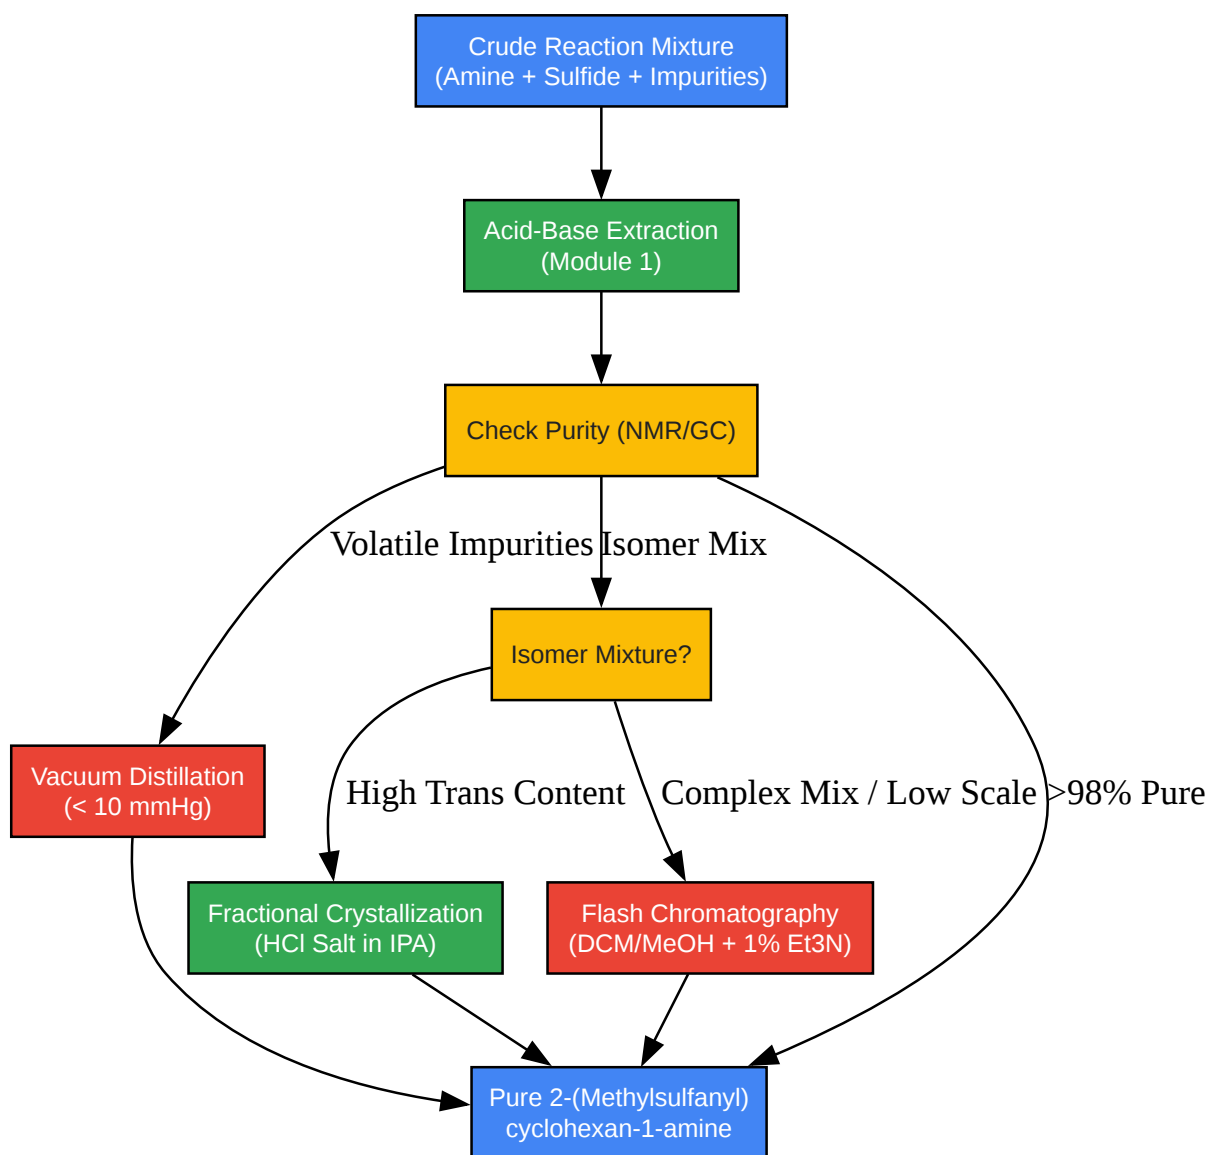 Crude Reaction Mixture
(Amine + Sulfide + Impurities)
Acid-Base Extraction
(Module 1)
Check Purity (NMR/GC)
Volatile Impurities
Isomer Mix
Isomer Mixture?
Vacuum Distillation
(< 10 mmHg)
High Trans Content
Complex Mix / Low Scale
>98% Pure
Fractional Crystallization
(HCl Salt in IPA)
Flash Chromatography
(DCM/MeOH + 1% Et3N)
Pure 2-(Methylsulfanyl)
cyclohexan-1-amine